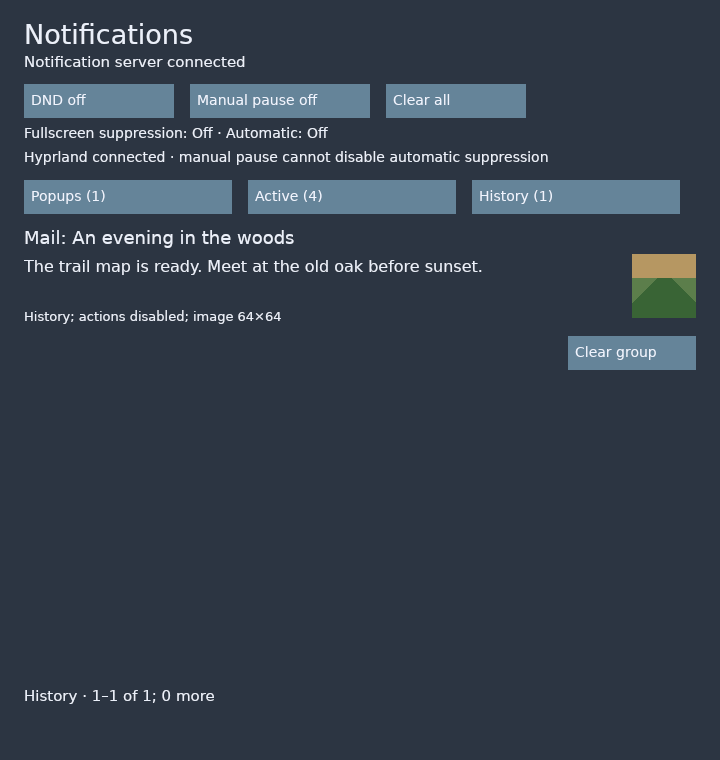 Notifications
Notification server connected
DND off
Manual pause off
Clear all
Fullscreen suppression: Off · Automatic: Off
Hyprland connected · manual pause cannot disable automatic suppression
Popups (1)
Active (4)
History (1)
Mail: An evening in the woods
The trail map is ready. Meet at the old oak before sunset.
History; actions disabled; image 64×64
Clear group
History · 1–1 of 1; 0 more